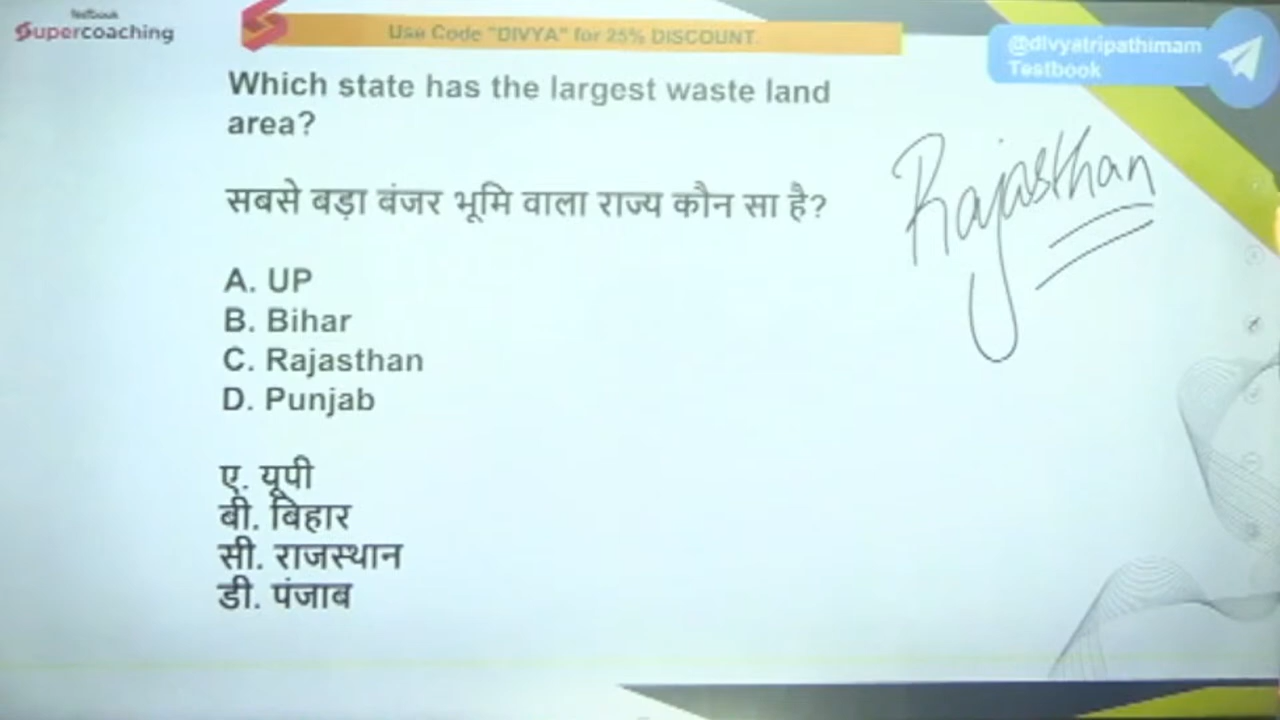 Testbook
Supercoaching
Use Code "DIVYA" for 25% DISCOUNT.
@divyatripathimam
Testbook
Which state has the largest waste land
area?
Rajasthan
सबसे बड़ा बंजर भूमि वाला राज्य कौन सा है?
A. UP
B. Bihar
C. Rajasthan
D. Punjab
ए. यूपी
बी. बिहार
सी. राजस्थान
डी. पंजाब